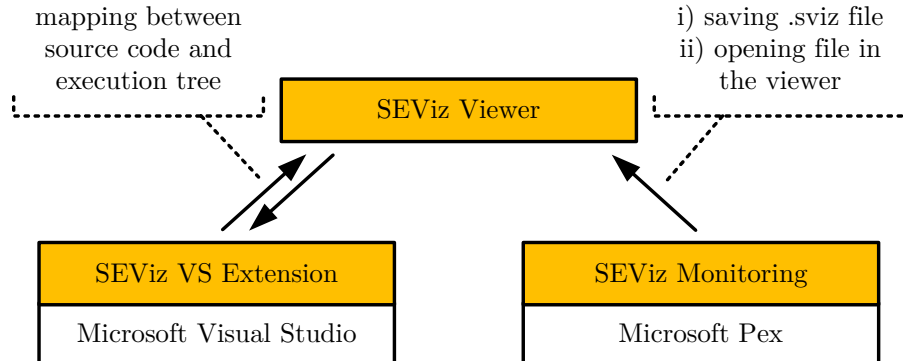 mapping between
source code and
execution tree
i) saving .sviz file
ii) opening file in
the viewer
SEViz Viewer
SEViz VS Extension
Microsoft Visual Studio
SEViz Monitoring
Microsoft Pex